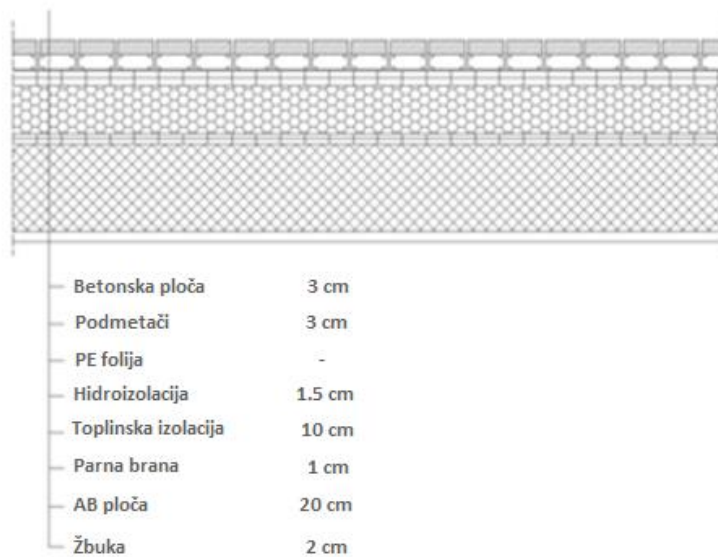 Betonska ploča 3 cm
Podmetači 3 cm
PE folija -
Hidroizolacija 1.5 cm
Toplinska izolacija 10 cm
Parna brana 1 cm
AB ploča 20 cm
Žbuka 2 cm